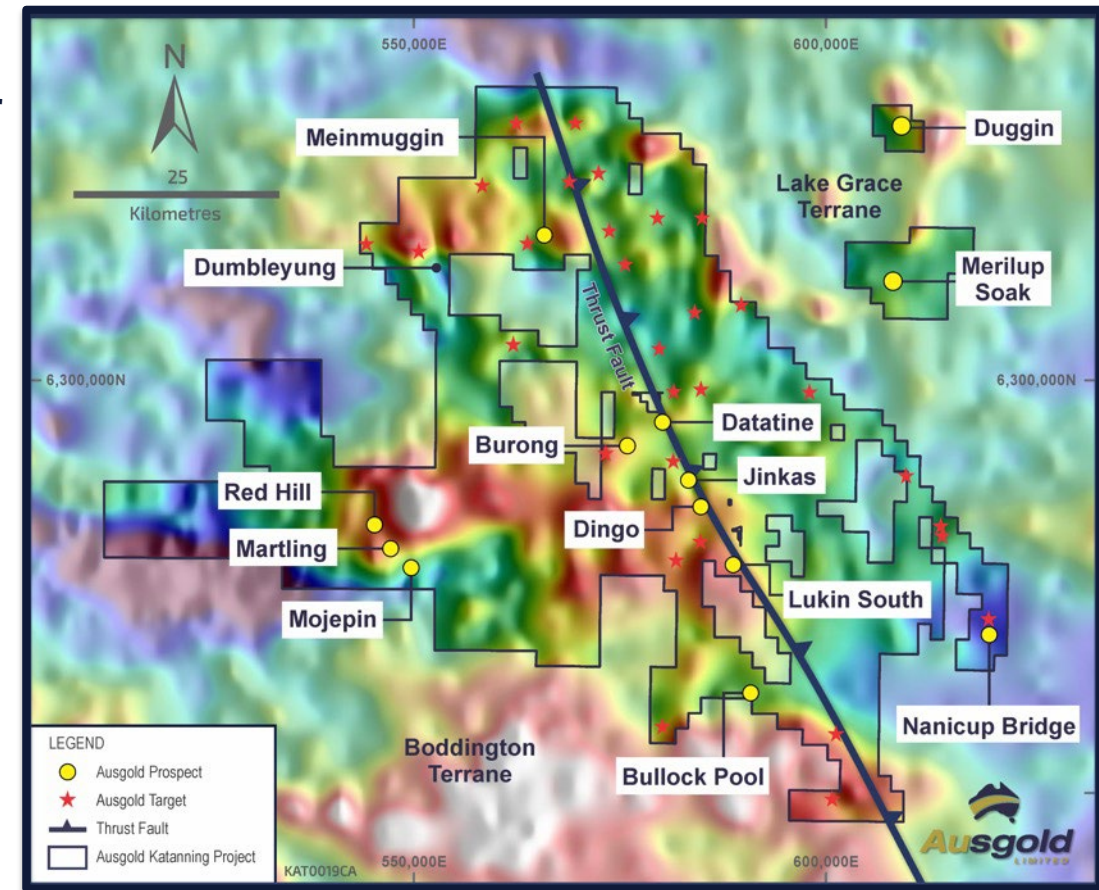 550,000E
600,000E
N
25
Kilometres
Meinmuggin
Duggin
Lake Grace
Terrane
Dumbleyung
Merilup
Soak
Thrust Fault
6,300,000N
6,300,000N
Datatine
Burong
Jinkas
Red Hill
Dingo
Martling
Lukin South
Mojepin
Nanicup Bridge
Boddington
Terrane
Bullock Pool
LEGEND
Ausgold Prospect
Ausgold Target
Thrust Fault
Ausgold Katanning Project
KAT0019CA
550,000E
600,000E
Ausgold
LIMITED